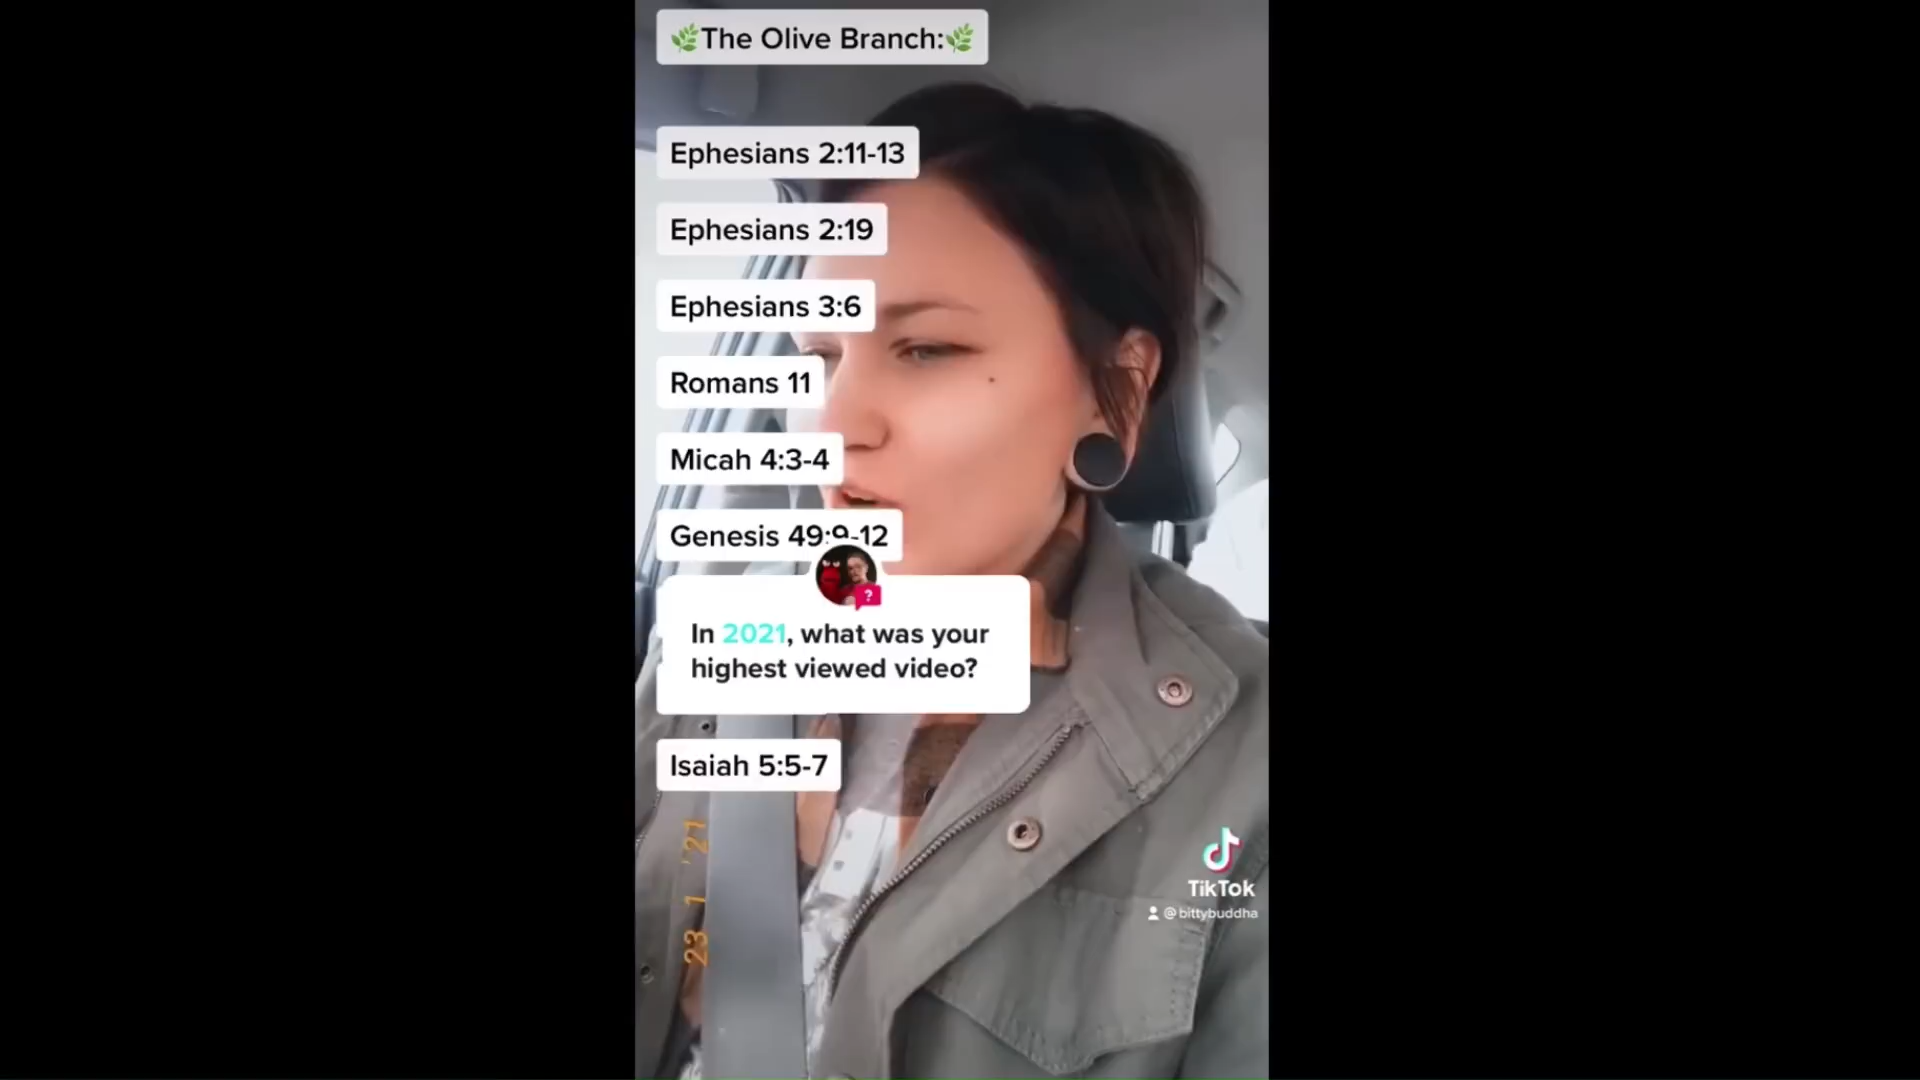 🌿The Olive Branch:🌿
Ephesians 2:11-13
Ephesians 2:19
Ephesians 3:6
Romans 11
Micah 4:3-4
Genesis 49:9-12
?
In 2021, what was your
highest viewed video?
Isaiah 5:5-7
23 1 '21
TikTok
@bittybuddha